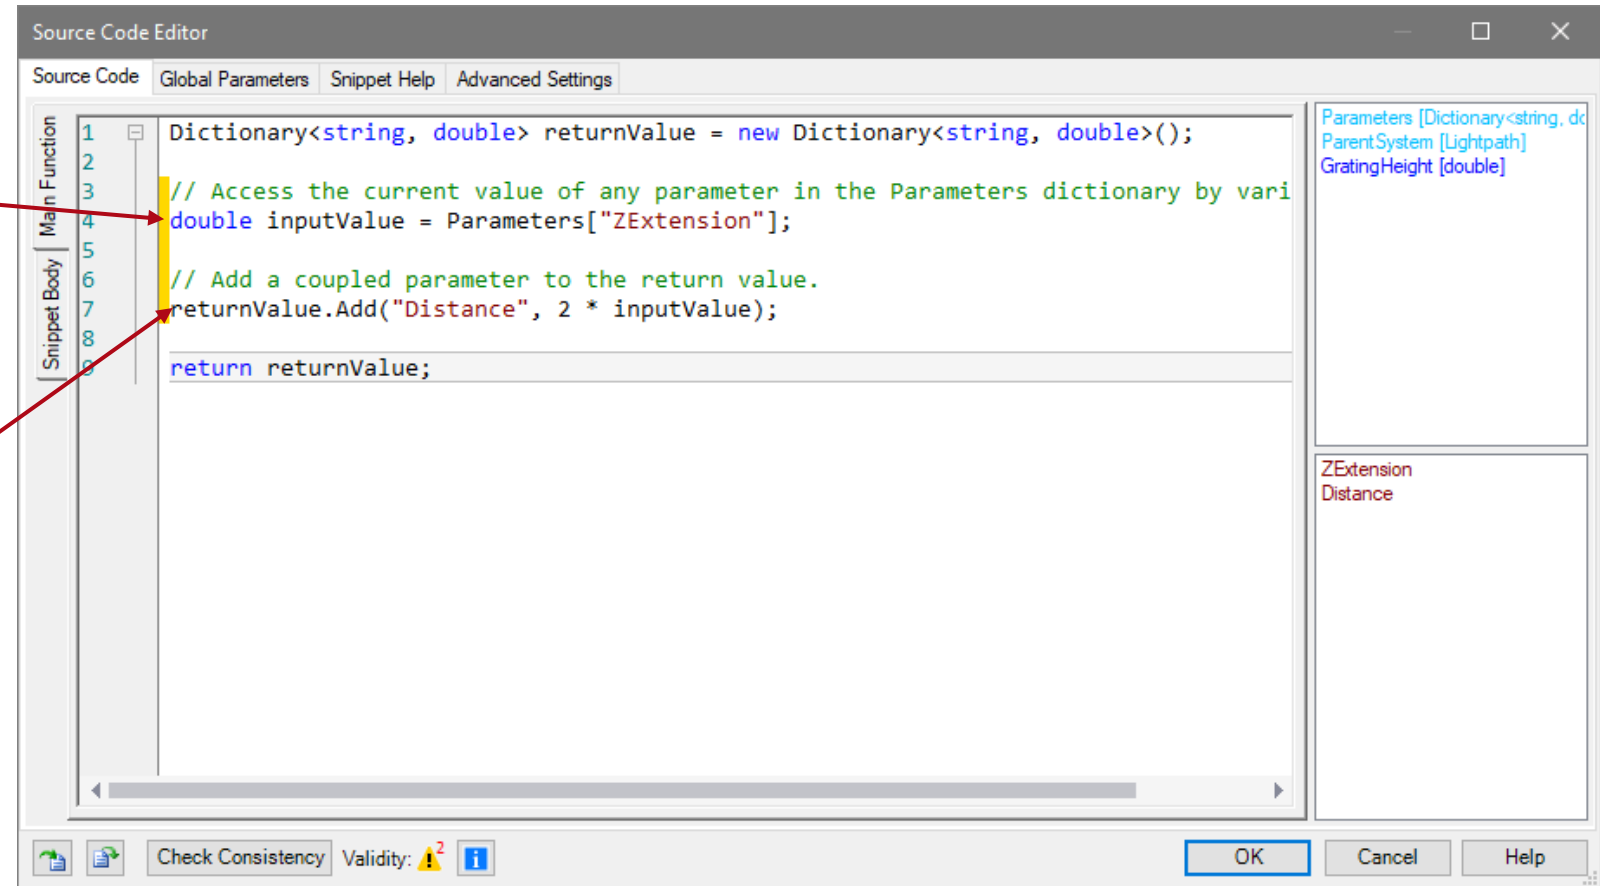 Source Code Editor
Source Code Global Parameters Snippet Help Advanced Settings
Main Function
Snippet Body
1 Dictionary<string, double> returnValue = new Dictionary<string, double>();
2
3 // Access the current value of any parameter in the Parameters dictionary by vari
4 double inputValue = Parameters["ZExtension"];
5
6 // Add a coupled parameter to the return value.
7 returnValue.Add("Distance", 2 * inputValue);
8
9 return returnValue;
Parameters [Dictionary<string, dc
ParentSystem [Lightpath]
GratingHeight [double]
ZExtension
Distance
Check Consistency Validity: 2 i OK Cancel Help